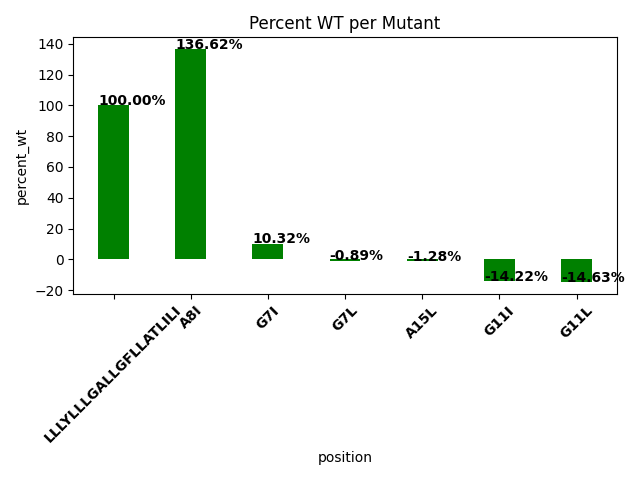 Percent WT per Mutant
percent_wt
140
120
100
80
60
40
20
0
−20
100.00%
136.62%
10.32%
-0.89%
-1.28%
-14.22%
-14.63%
LLLYLLLGALLGFLLATLILI
A8I
G7I
G7L
A15L
G11I
G11L
position